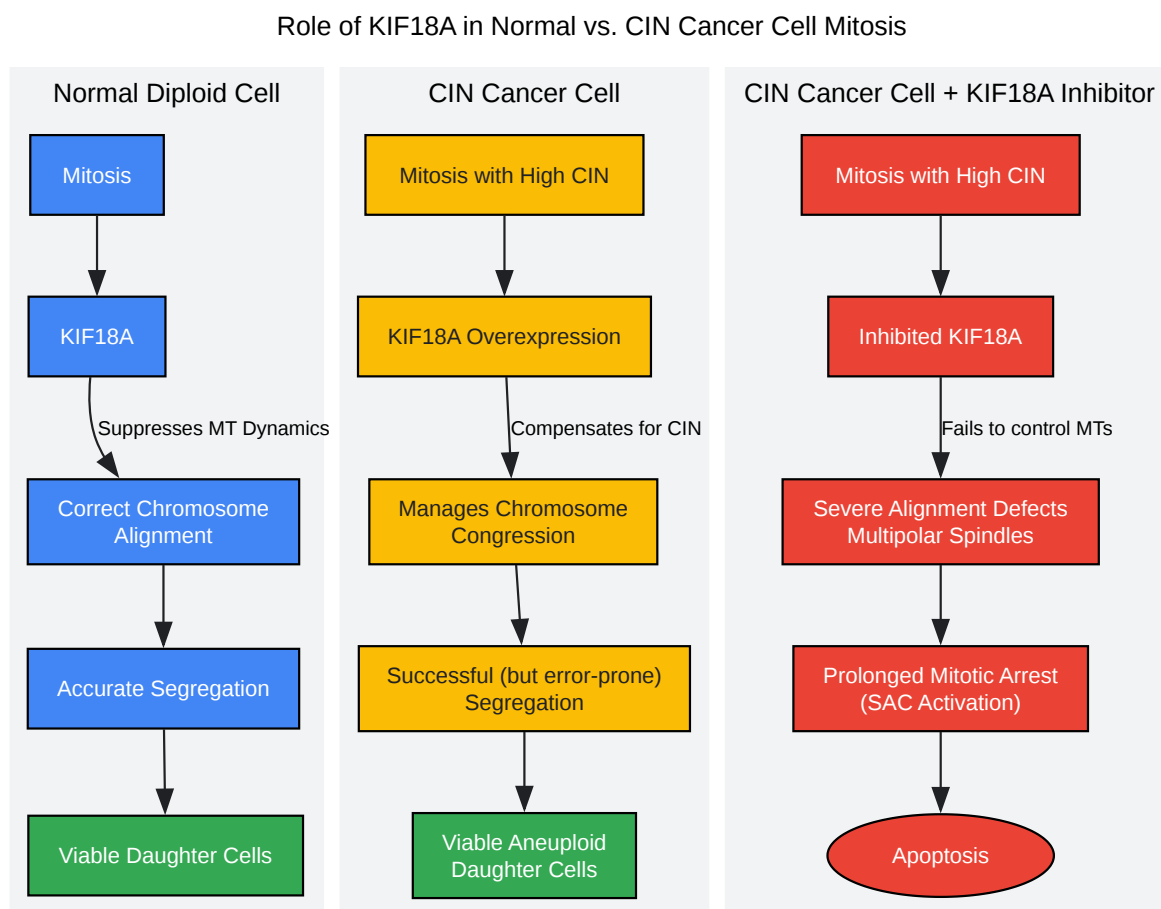 Role of KIF18A in Normal vs. CIN Cancer Cell Mitosis
Normal Diploid Cell
Mitosis
KIF18A
Suppresses MT Dynamics
Correct Chromosome
Alignment
Accurate Segregation
Viable Daughter Cells
CIN Cancer Cell
Mitosis with High CIN
KIF18A Overexpression
Compensates for CIN
Manages Chromosome
Congression
Successful (but error-prone)
Segregation
Viable Aneuploid
Daughter Cells
CIN Cancer Cell + KIF18A Inhibitor
Mitosis with High CIN
Inhibited KIF18A
Fails to control MTs
Severe Alignment Defects
Multipolar Spindles
Prolonged Mitotic Arrest
(SAC Activation)
Apoptosis